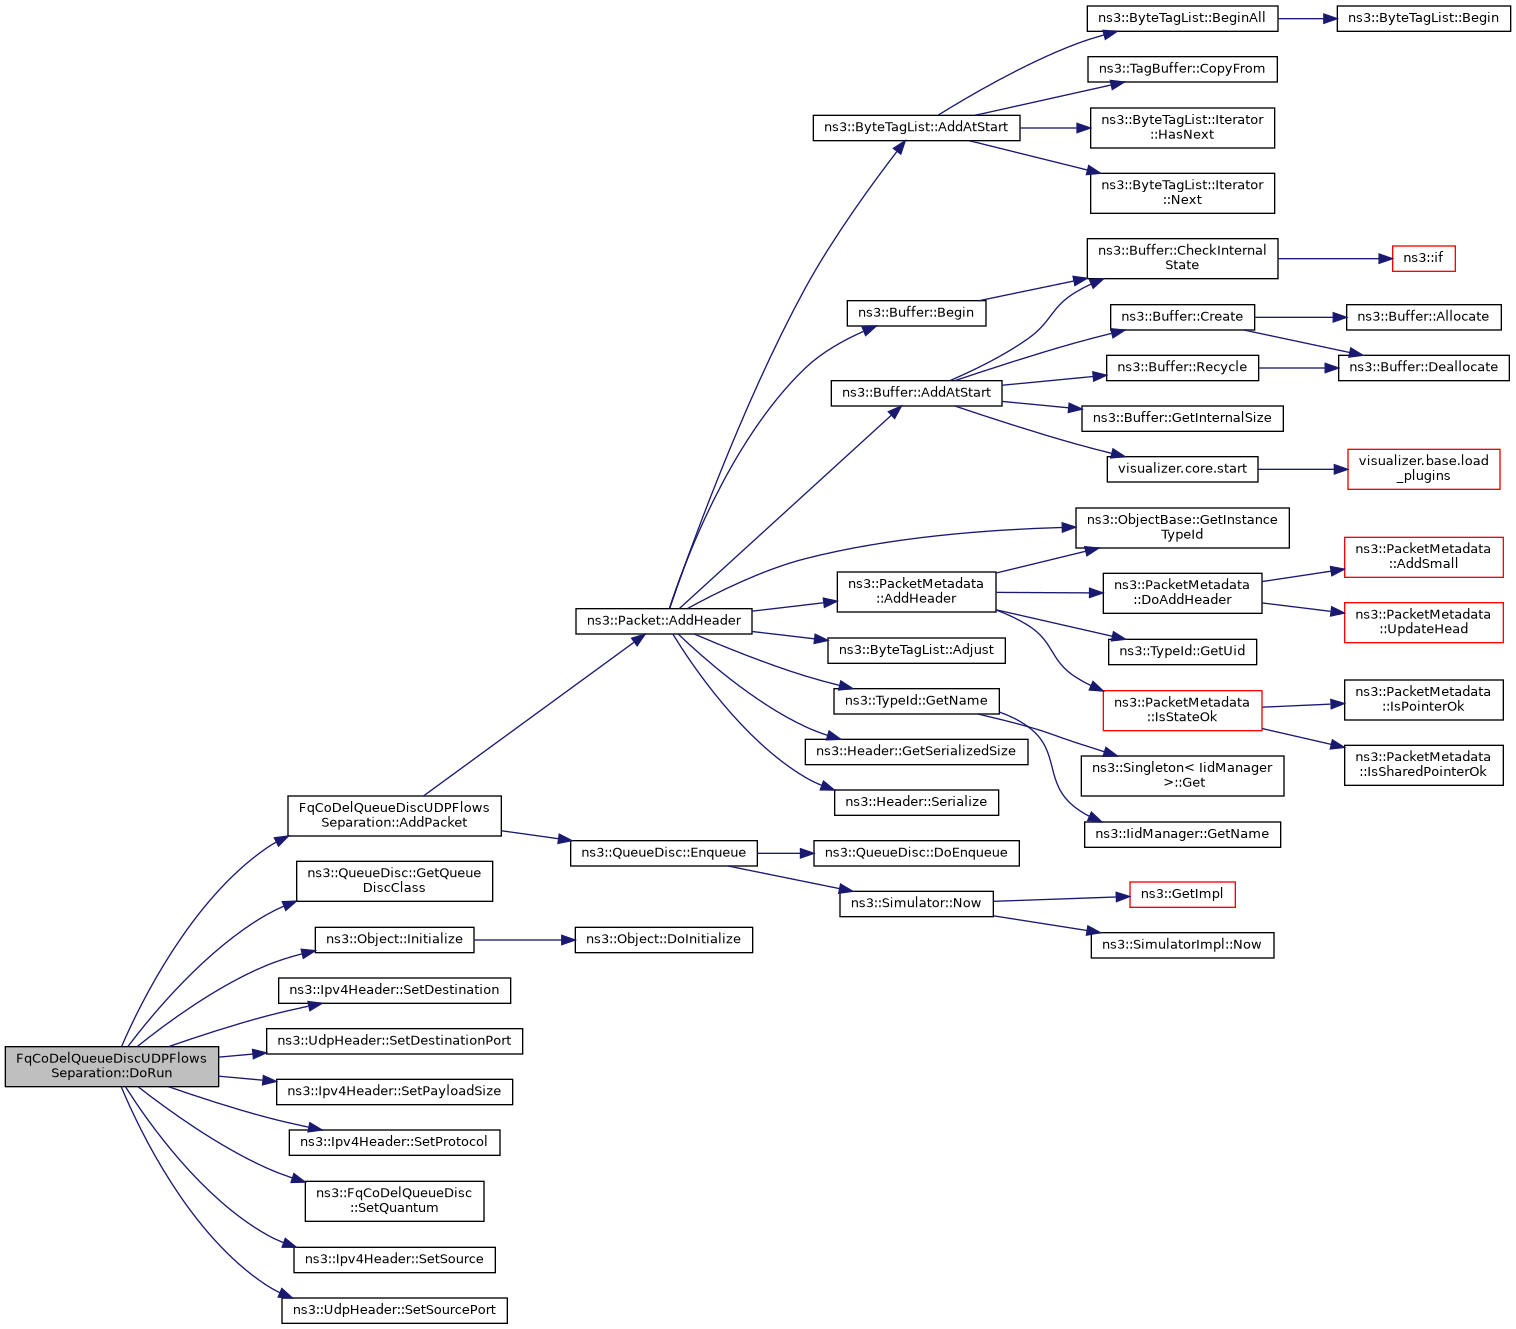 ns3::ByteTagList::BeginAll
ns3::ByteTagList::Begin
ns3::TagBuffer::CopyFrom
ns3::ByteTagList::AddAtStart
ns3::ByteTagList::Iterator
::HasNext
ns3::ByteTagList::Iterator
::Next
ns3::Buffer::CheckInternal
State
ns3::if
ns3::Buffer::Begin
ns3::Buffer::Create
ns3::Buffer::Allocate
ns3::Buffer::Recycle
ns3::Buffer::Deallocate
ns3::Buffer::AddAtStart
ns3::Buffer::GetInternalSize
visualizer.core.start
visualizer.base.load
_plugins
ns3::ObjectBase::GetInstance
TypeId
ns3::PacketMetadata
::AddSmall
ns3::PacketMetadata
::AddHeader
ns3::PacketMetadata
::DoAddHeader
ns3::PacketMetadata
::UpdateHead
ns3::Packet::AddHeader
ns3::ByteTagList::Adjust
ns3::TypeId::GetUid
ns3::TypeId::GetName
ns3::PacketMetadata
::IsStateOk
ns3::PacketMetadata
::IsPointerOk
ns3::Header::GetSerializedSize
ns3::PacketMetadata
::IsSharedPointerOk
ns3::Singleton< IidManager
>::Get
ns3::Header::Serialize
ns3::IidManager::GetName
FqCoDelQueueDiscUDPFlows
Separation::AddPacket
ns3::QueueDisc::Enqueue
ns3::QueueDisc::DoEnqueue
ns3::QueueDisc::GetQueue
DiscClass
ns3::Simulator::Now
ns3::GetImpl
ns3::SimulatorImpl::Now
ns3::Object::Initialize
ns3::Object::DoInitialize
ns3::Ipv4Header::SetDestination
ns3::UdpHeader::SetDestinationPort
FqCoDelQueueDiscUDPFlows
Separation::DoRun
ns3::Ipv4Header::SetPayloadSize
ns3::Ipv4Header::SetProtocol
ns3::FqCoDelQueueDisc
::SetQuantum
ns3::Ipv4Header::SetSource
ns3::UdpHeader::SetSourcePort